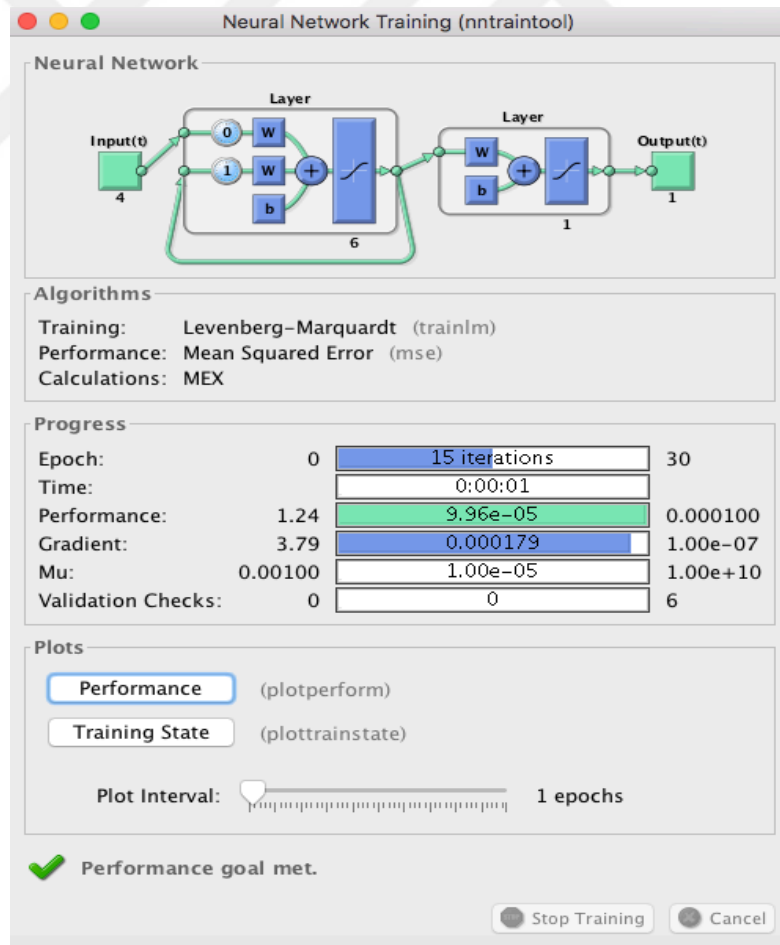 Neural Network Training (nntraintool)
Neural Network
Layer
Layer
Input(t)
0 W
W
Output(t)
1 W
+
+
b
b
4
6
1
1
Algorithms
Training: Levenberg-Marquardt (trainlm)
Performance: Mean Squared Error (mse)
Calculations: MEX
Progress
Epoch: 0 15 iterations 30
Time: 0:00:01
Performance: 1.24 9.96e-05 0.000100
Gradient: 3.79 0.000179 1.00e-07
Mu: 0.00100 1.00e-05 1.00e+10
Validation Checks: 0 0 6
Plots
Performance (plotperform)
Training State (plottrainstate)
Plot Interval: 1 epochs
Performance goal met.
Stop Training Cancel